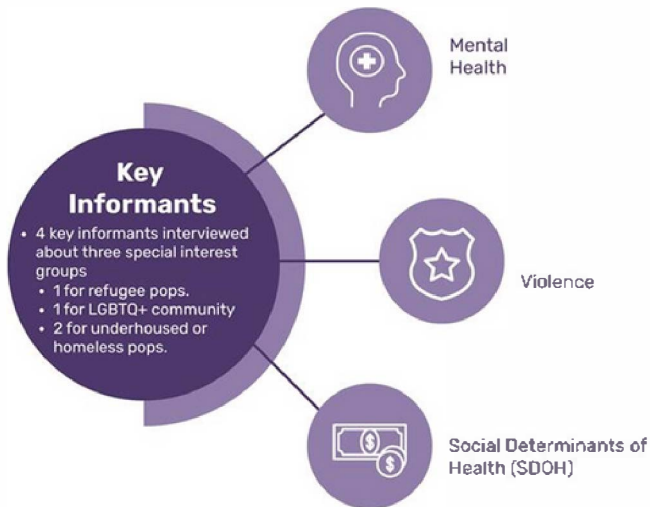 Key
Informants
• 4 key informants interviewed
about three special interest
groups
• 1 for refugee pops.
• 1 for LGBTQ+ community
• 2 for underhoused or
homeless pops.
Mental
Health
Violence
Social Determinants of
Health (SDOH)